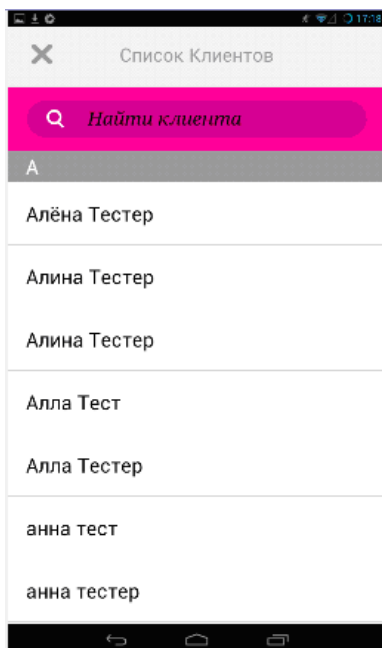 17:18
Список Клиентов
Найти клиента
А
Алёна Тестер
Алина Тестер
Алина Тестер
Алла Тест
Алла Тестер
анна тест
анна тестер